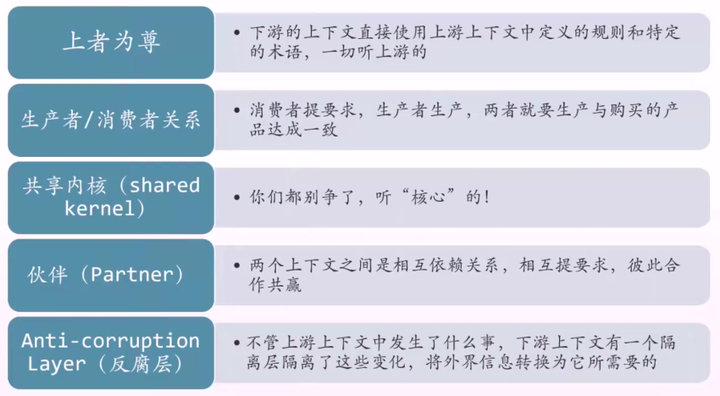 上者为尊
• 下游的上下文直接使用上游上下文中定义的规则和特定
的术语，一切听上游的
生产者/消费者关系
• 消费者提要求，生产者生产，两者就要生产与购买的产
品达成一致
共享内核（shared
kernel）
• 你们都别争了，听“核心”的!
伙伴（Partner）
• 两个上下文之间是相互依赖关系，相互提要求，彼此合
作共赢
Anti-corruption
Layer（反腐层）
• 不管上游上下文中发生了什么事，下游上下文有一个隔
离层隔离了这些变化，将外界信息转换为它所需要的